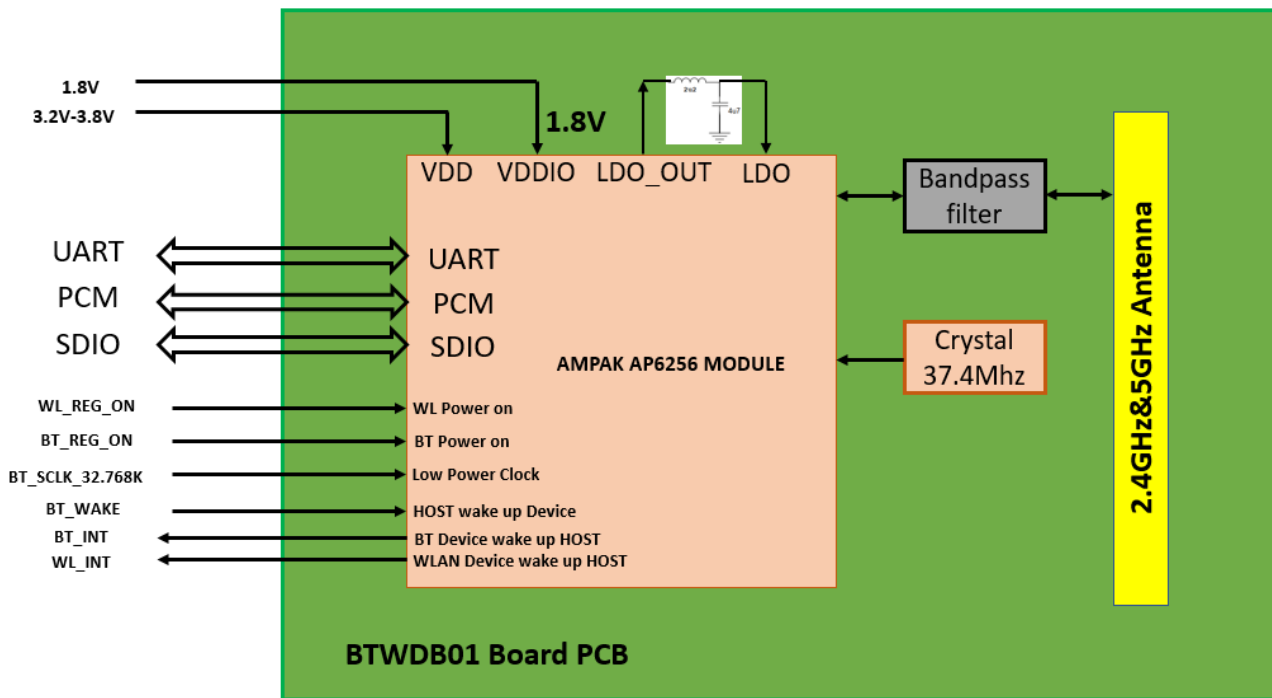 1.8V
3.2V-3.8V
1.8V
2u2
4u7
VDD
VDDIO
LDO_OUT
LDO
UART
PCM
SDIO
UART
PCM
SDIO
AMPAK AP6256 MODULE
Bandpass
filter
Crystal
37.4Mhz
2.4GHz&5GHz Antenna
WL_REG_ON
WL Power on
BT_REG_ON
BT Power on
BT_SCLK_32.768K
Low Power Clock
BT_WAKE
HOST wake up Device
BT_INT
BT Device wake up HOST
WL_INT
WLAN Device wake up HOST
BTWDB01 Board PCB